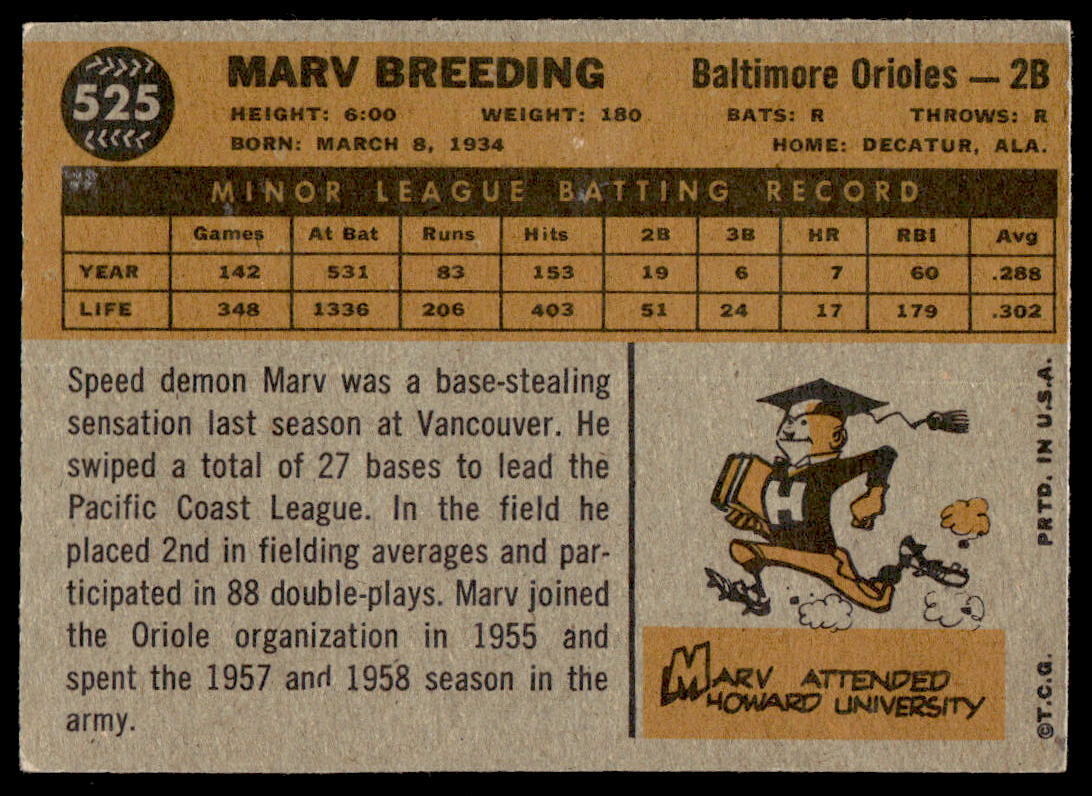 525
MARV BREEDING
Baltimore Orioles — 2B
HEIGHT: 6:00 WEIGHT: 180 BATS: R THROWS: R
BORN: MARCH 8, 1934 HOME: DECATUR, ALA.
MINOR LEAGUE BATTING RECORD
Games At Bat Runs Hits 2B 3B HR RBI Avg
YEAR 142 531 83 153 19 6 7 60 .288
LIFE 348 1336 206 403 51 24 17 179 .302
Speed demon Marv was a base-stealing
sensation last season at Vancouver. He
swiped a total of 27 bases to lead the
Pacific Coast League. In the field he
placed 2nd in fielding averages and par-
ticipated in 88 double-plays. Marv joined
the Oriole organization in 1955 and
spent the 1957 and 1958 season in the
army.
H
MARV ATTENDED
HOWARD UNIVERSITY
©T.C.G. PRTD. IN U.S.A.